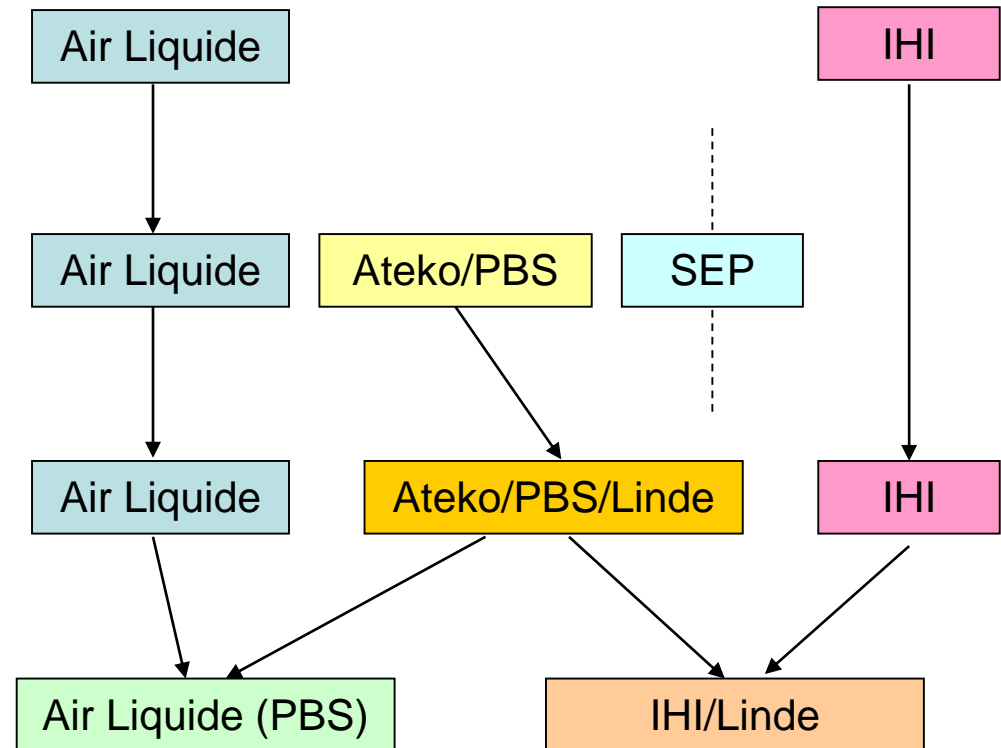 Air Liquide
IHI
Air Liquide
Ateko/PBS
SEP
Air Liquide
Ateko/PBS/Linde
IHI
Air Liquide (PBS)
IHI/Linde